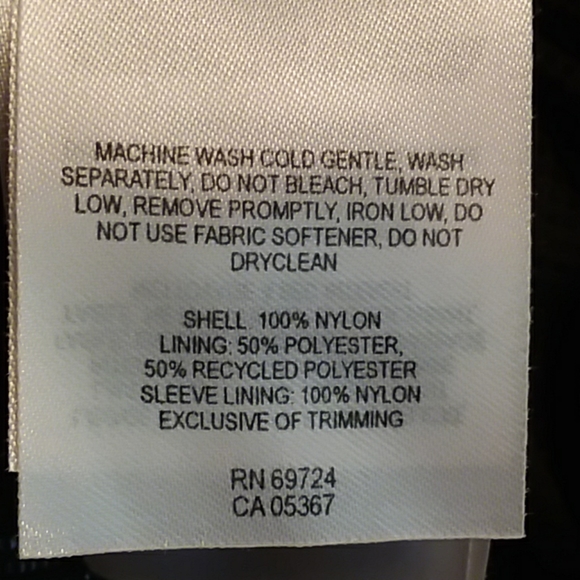 MACHINE WASH COLD GENTLE, WASH
SEPARATELY, DO NOT BLEACH, TUMBLE DRY
LOW, REMOVE PROMPTLY, IRON LOW, DO
NOT USE FABRIC SOFTENER, DO NOT
DRYCLEAN
SHELL 100% NYLON
LINING: 50% POLYESTER,
50% RECYCLED POLYESTER
SLEEVE LINING: 100% NYLON
EXCLUSIVE OF TRIMMING
RN 69724
CA 05367